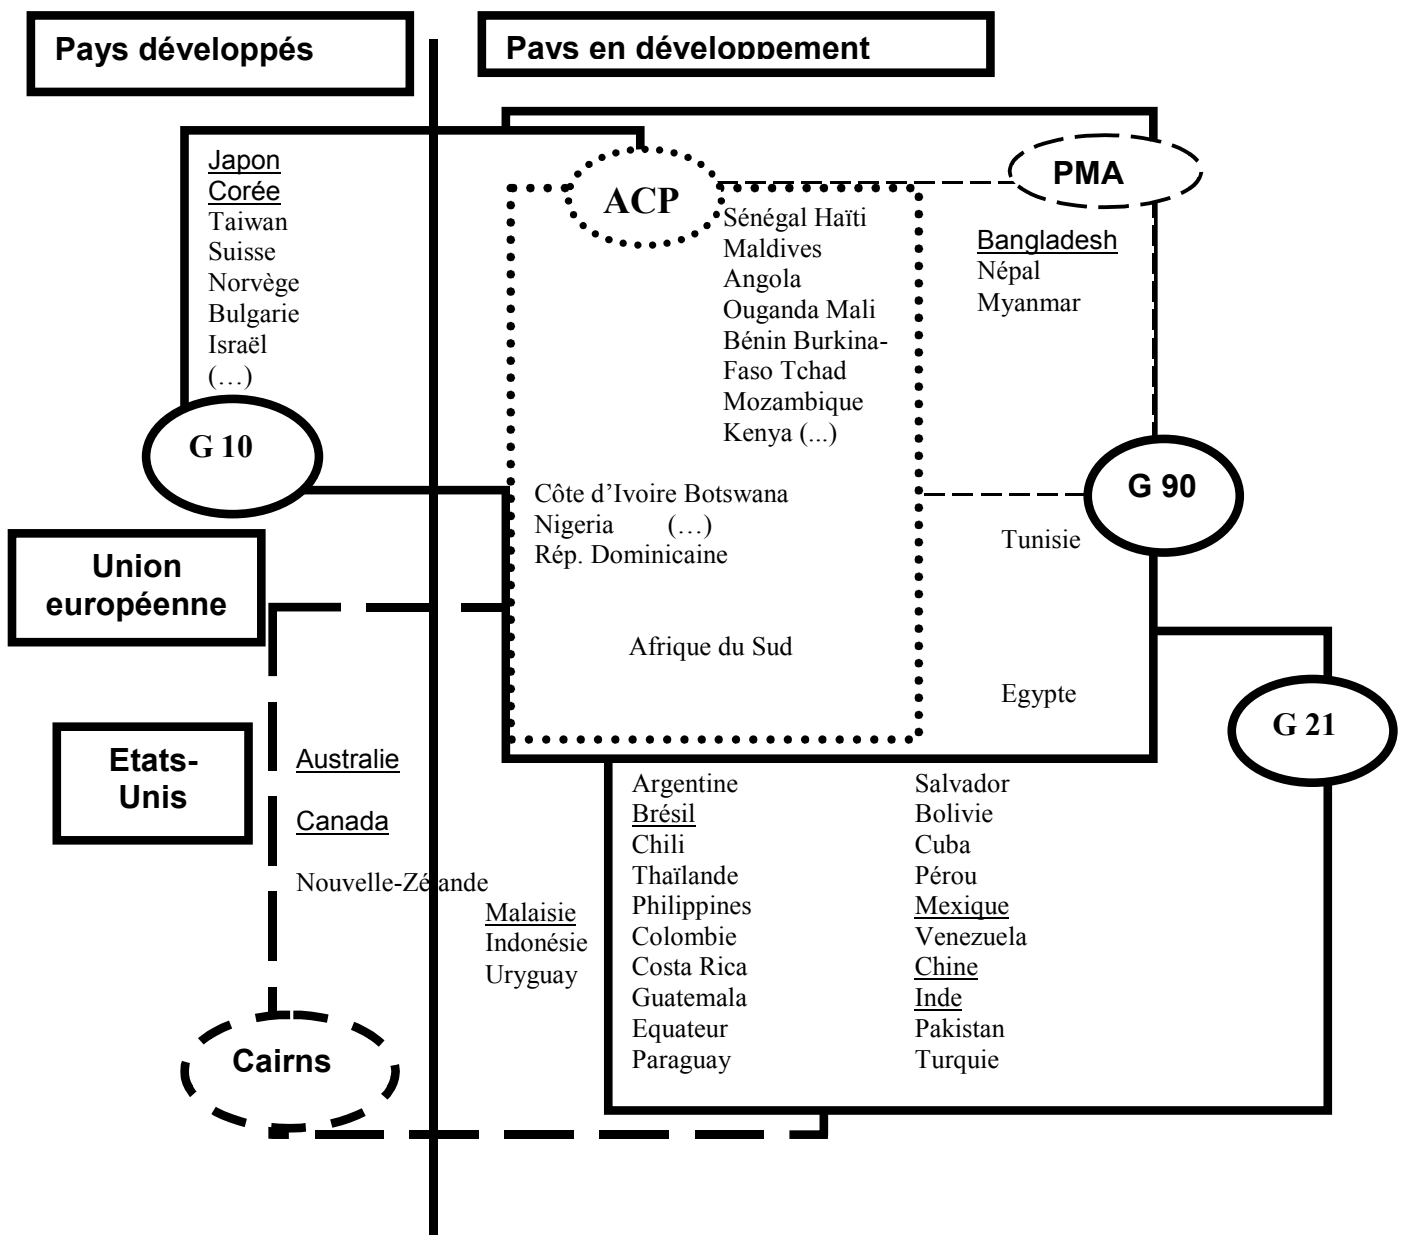 Pays développés
Pays en développement
Japon
Corée
Taiwan
Suisse
Norvège
Bulgarie
Israël
(…)
G 10
ACP
Sénégal Haïti
Maldives
Angola
Ouganda Mali
Bénin Burkina-
Faso Tchad
Mozambique
Kenya (...)
PMA
Bangladesh
Népal
Myanmar
Côte d’Ivoire Botswana
Nigeria (…)
Rép. Dominicaine
Afrique du Sud
G 90
Tunisie
Egypte
Union
européenne
Etats-
Unis
Australie
Canada
Nouvelle-Zélande
Malaisie
Indonésie
Uryguay
G 21
Argentine
Brésil
Chili
Thaïlande
Philippines
Colombie
Costa Rica
Guatemala
Equateur
Paraguay
Salvador
Bolivie
Cuba
Pérou
Mexique
Venezuela
Chine
Inde
Pakistan
Turquie
Cairns